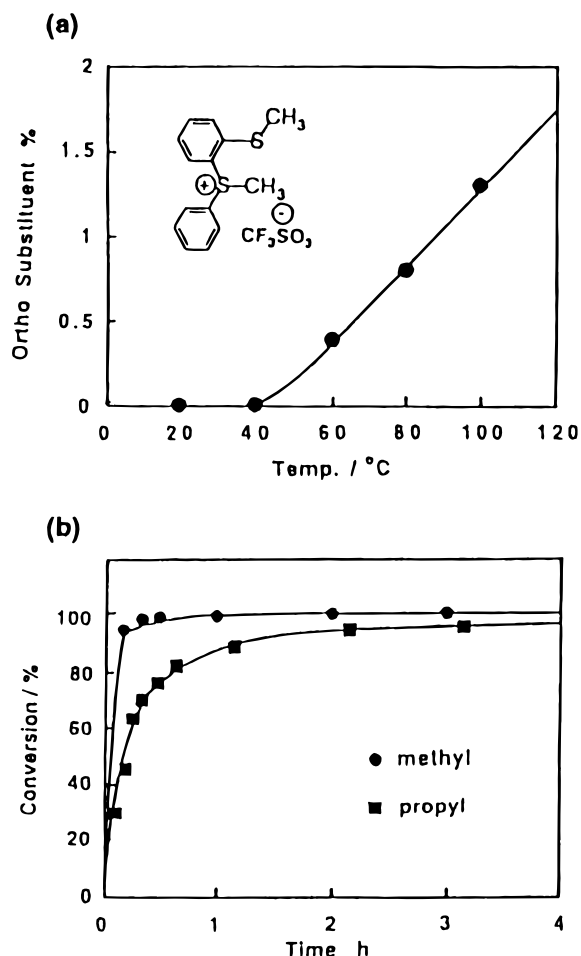 (a)
Ortho Substituent %
2
1.5
1
0.5
0
0 20 40 60 80 100 120
Temp. / °C
CH₃
S
+
S—CH₃
-
CF₃SO₃
(b)
Conversion / %
100
80
60
40
20
0
0 1 2 3 4
Time h
methyl
propyl